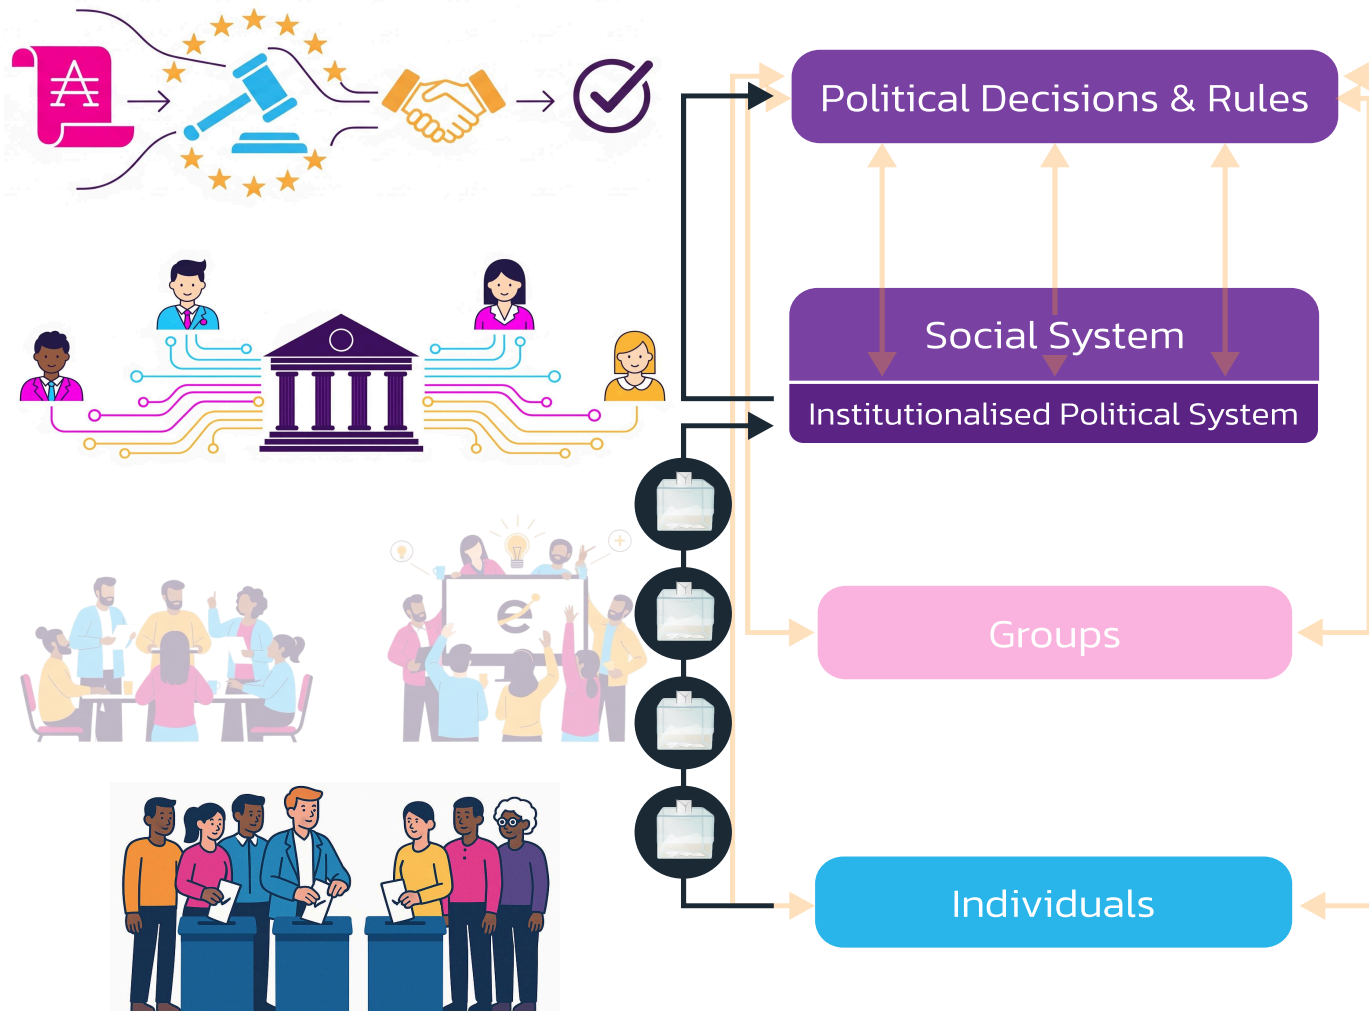 Political Decisions & Rules
Social System
Institutionalised Political System
Groups
Individuals